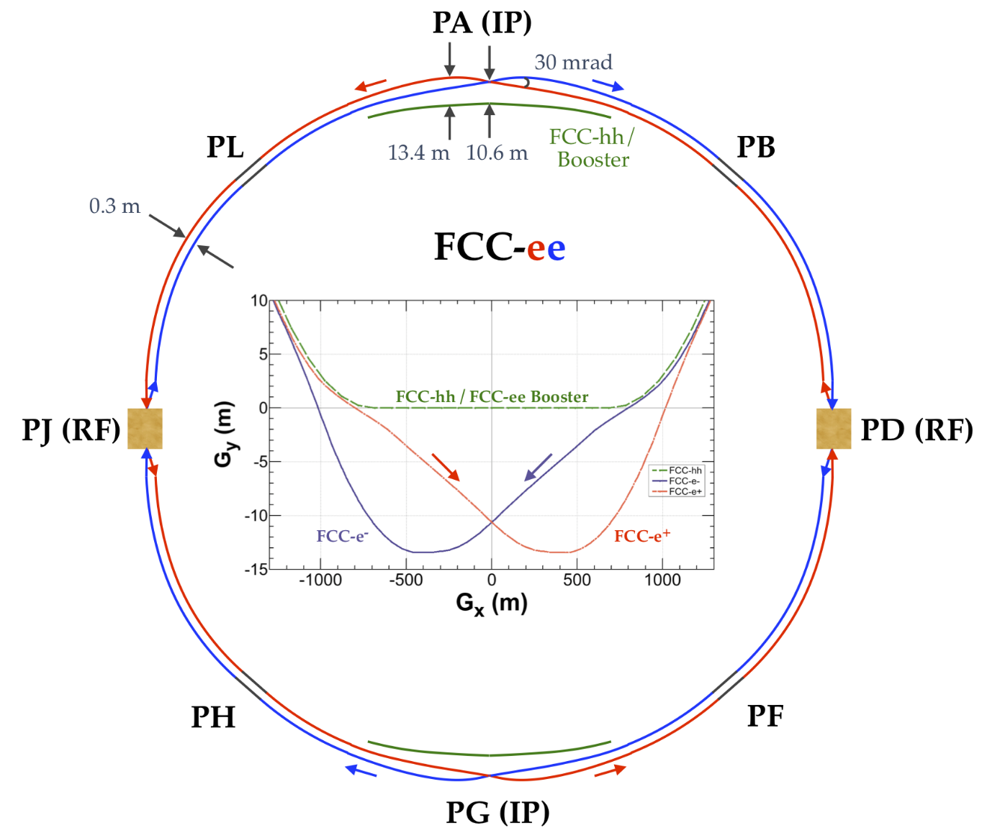 PA (IP)
30 mrad
PL
PB
13.4 m
10.6 m
FCC-hh /
Booster
0.3 m
FCC-ee
10
5
0
-5
-10
-15
Gy (m)
FCC-hh / FCC-ee Booster
FCC-hh
FCC-e-
FCC-e+
FCC-e⁻
FCC-e⁺
-1000
-500
0
500
1000
Gx (m)
PJ (RF)
PD (RF)
PH
PF
PG (IP)